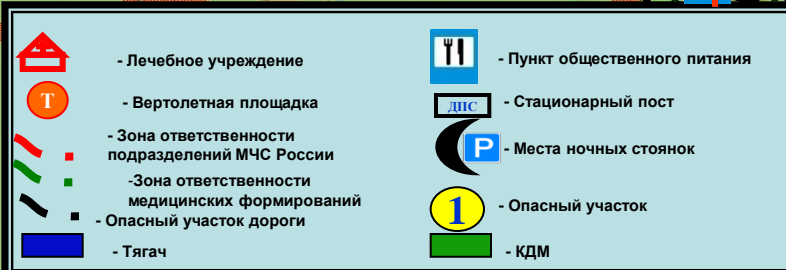 - Лечебное учреждение
Т
- Вертолетная площадка
- Зона ответственности
подразделений МЧС России
-Зона ответственности
медицинских формирований
- Опасный участок дороги
- Тягач
- Пункт общественного питания
ДПС
- Стационарный пост
P
- Места ночных стоянок
1
- Опасный участок
- КДМ